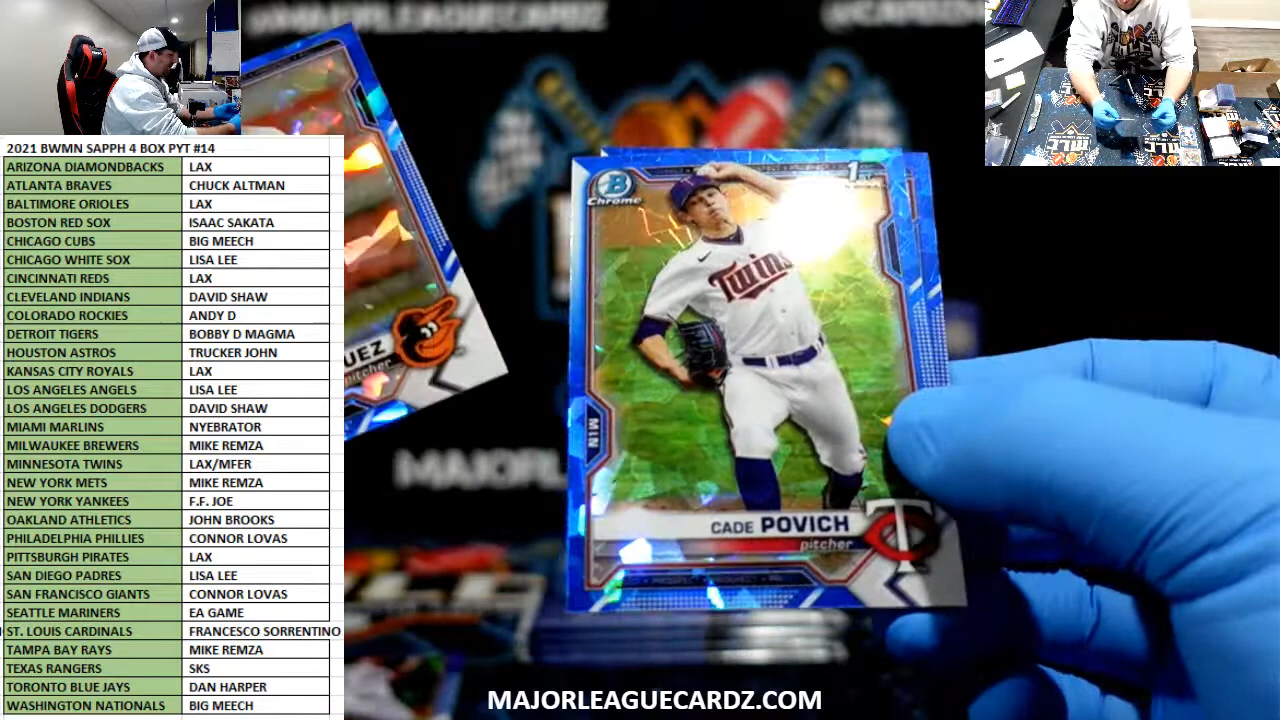 @MAJORLEAGUECARDZ
2021 BWMN SAPPH 4 BOX PYT #14
ARIZONA DIAMONDBACKS LAX
ATLANTA BRAVES CHUCK ALTMAN
BALTIMORE ORIOLES LAX
BOSTON RED SOX ISAAC SAKATA
CHICAGO CUBS BIG MEECH
CHICAGO WHITE SOX LISA LEE
CINCINNATI REDS LAX
CLEVELAND INDIANS DAVID SHAW
COLORADO ROCKIES ANDY D
DETROIT TIGERS BOBBY D MAGMA
HOUSTON ASTROS TRUCKER JOHN
KANSAS CITY ROYALS LAX
LOS ANGELES ANGELS LISA LEE
LOS ANGELES DODGERS DAVID SHAW
MIAMI MARLINS NYEBRATOR
MILWAUKEE BREWERS MIKE REMZA
MINNESOTA TWINS LAX/MFER
NEW YORK METS MIKE REMZA
NEW YORK YANKEES F.F. JOE
OAKLAND ATHLETICS JOHN BROOKS
PHILADELPHIA PHILLIES CONNOR LOVAS
PITTSBURGH PIRATES LAX
SAN DIEGO PADRES LISA LEE
SAN FRANCISCO GIANTS CONNOR LOVAS
SEATTLE MARINERS EA GAME
ST. LOUIS CARDINALS FRANCESCO SORRENTINO
TAMPA BAY RAYS MIKE REMZA
TEXAS RANGERS SKS
TORONTO BLUE JAYS DAN HARPER
WASHINGTON NATIONALS BIG MEECH
UEZ
pitcher
B
Chrome
1st
Twins
MIN
CADE POVICH
pitcher
MAJORLEAGUECARDZ.COM